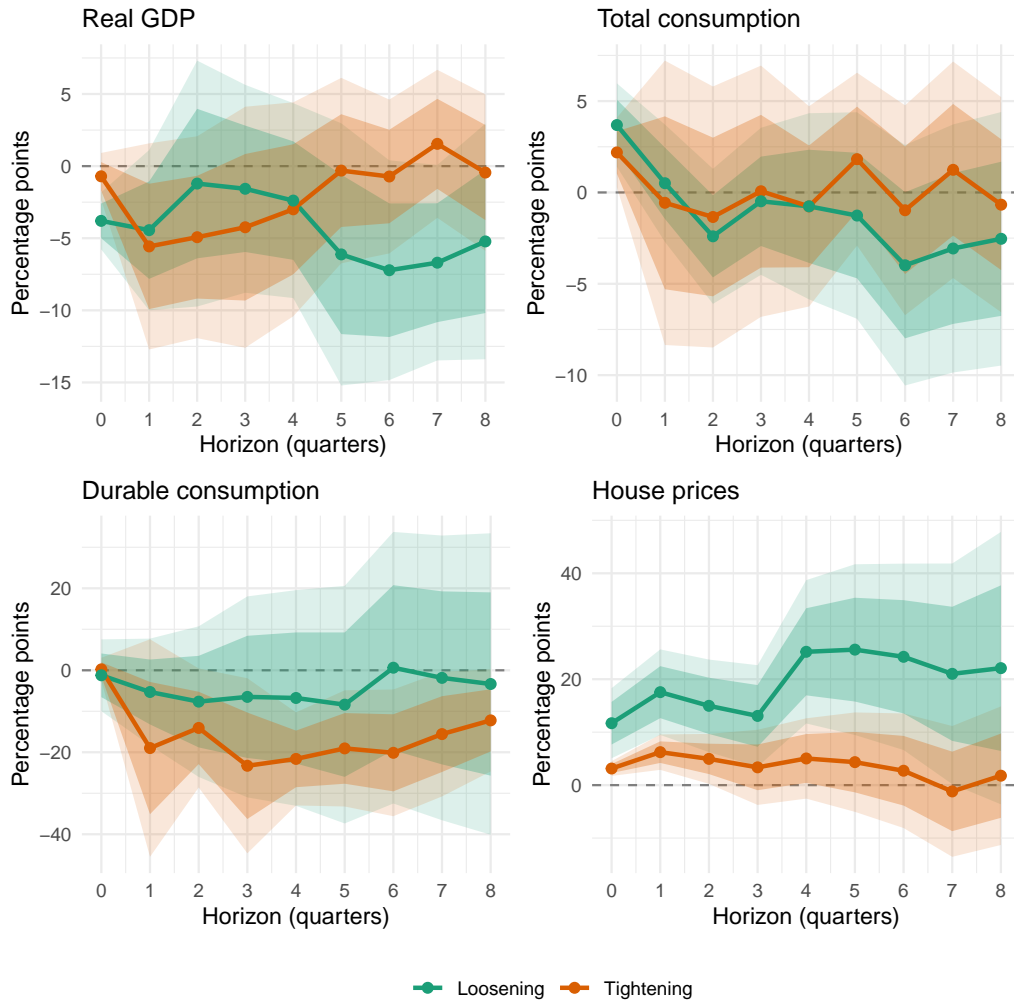 Real GDP
Total consumption
Percentage points
5
0
−5
−10
−15
0 1 2 3 4 5 6 7 8
Horizon (quarters)
Percentage points
5
0
−5
−10
0 1 2 3 4 5 6 7 8
Horizon (quarters)
Durable consumption
House prices
Percentage points
20
0
−20
−40
0 1 2 3 4 5 6 7 8
Horizon (quarters)
Percentage points
40
20
0
0 1 2 3 4 5 6 7 8
Horizon (quarters)
Loosening Tightening